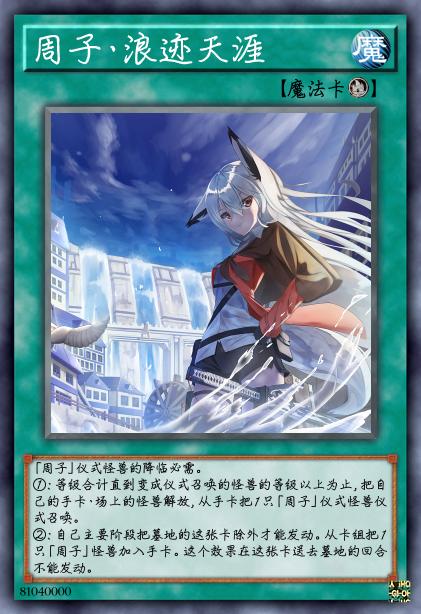 周子·浪迹天涯
魔
【魔法卡】
「周子」仪式怪兽的降临必需。
①：等级合计直到变成仪式召唤的怪兽的等级以上为止，把自
己的手卡·场上的怪兽解放，从手卡把1只「周子」仪式怪兽仪
式召唤。
②：自己主要阶段把墓地的这张卡除外才能发动。从卡组把1
只「周子」怪兽加入手卡。这个效果在这张卡送去墓地的回合
不能发动。
81040000